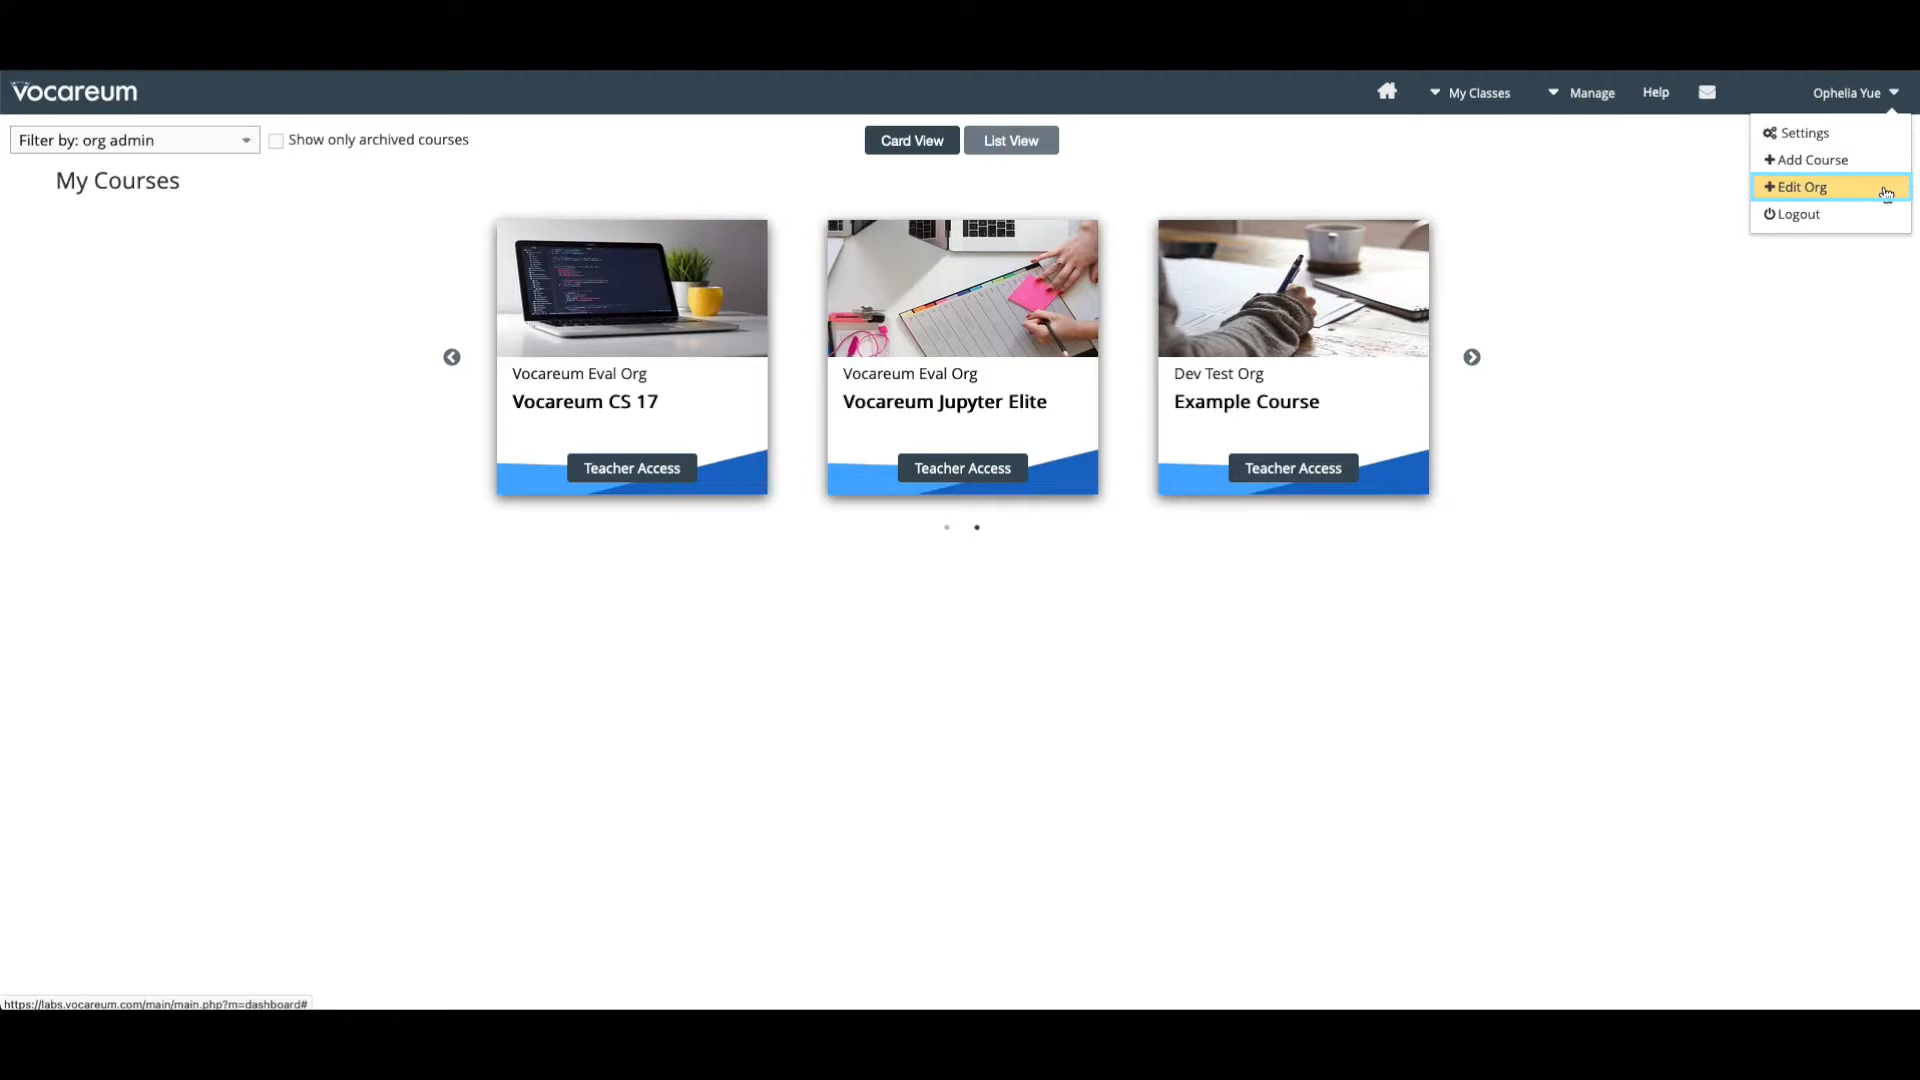 Vocareum
My Classes
Manage
Help
Ophelia Yue
Filter by: org admin
Show only archived courses
Card View
List View
Settings
Add Course
Edit Org
Logout
My Courses
Vocareum Eval Org
Vocareum CS 17
Teacher Access
Vocareum Eval Org
Vocareum Jupyter Elite
Teacher Access
Dev Test Org
Example Course
Teacher Access
https://labs.vocareum.com/main/main.php?m=dashboard#